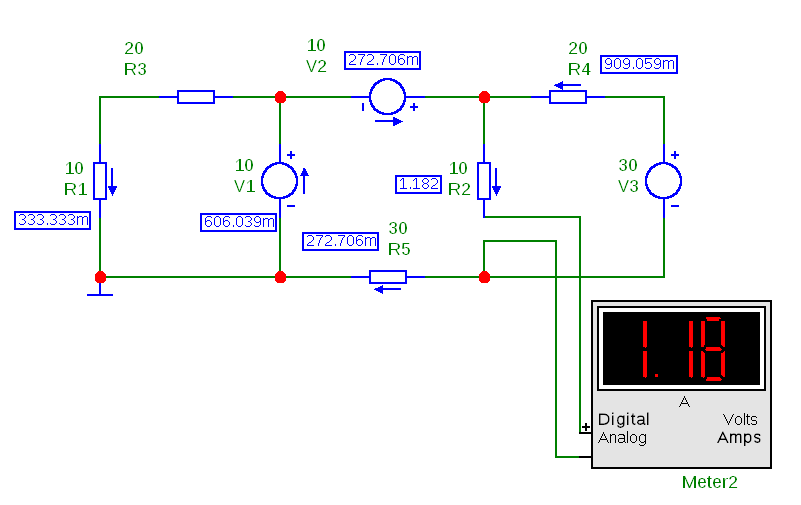 20
R3
10
V2
272.706m
20
R4
909.059m
10
R1
333.333m
10
V1
606.039m
1.182
10
R2
30
V3
272.706m
30
R5
1.18
A
Digital Volts
Analog Amps
Meter2